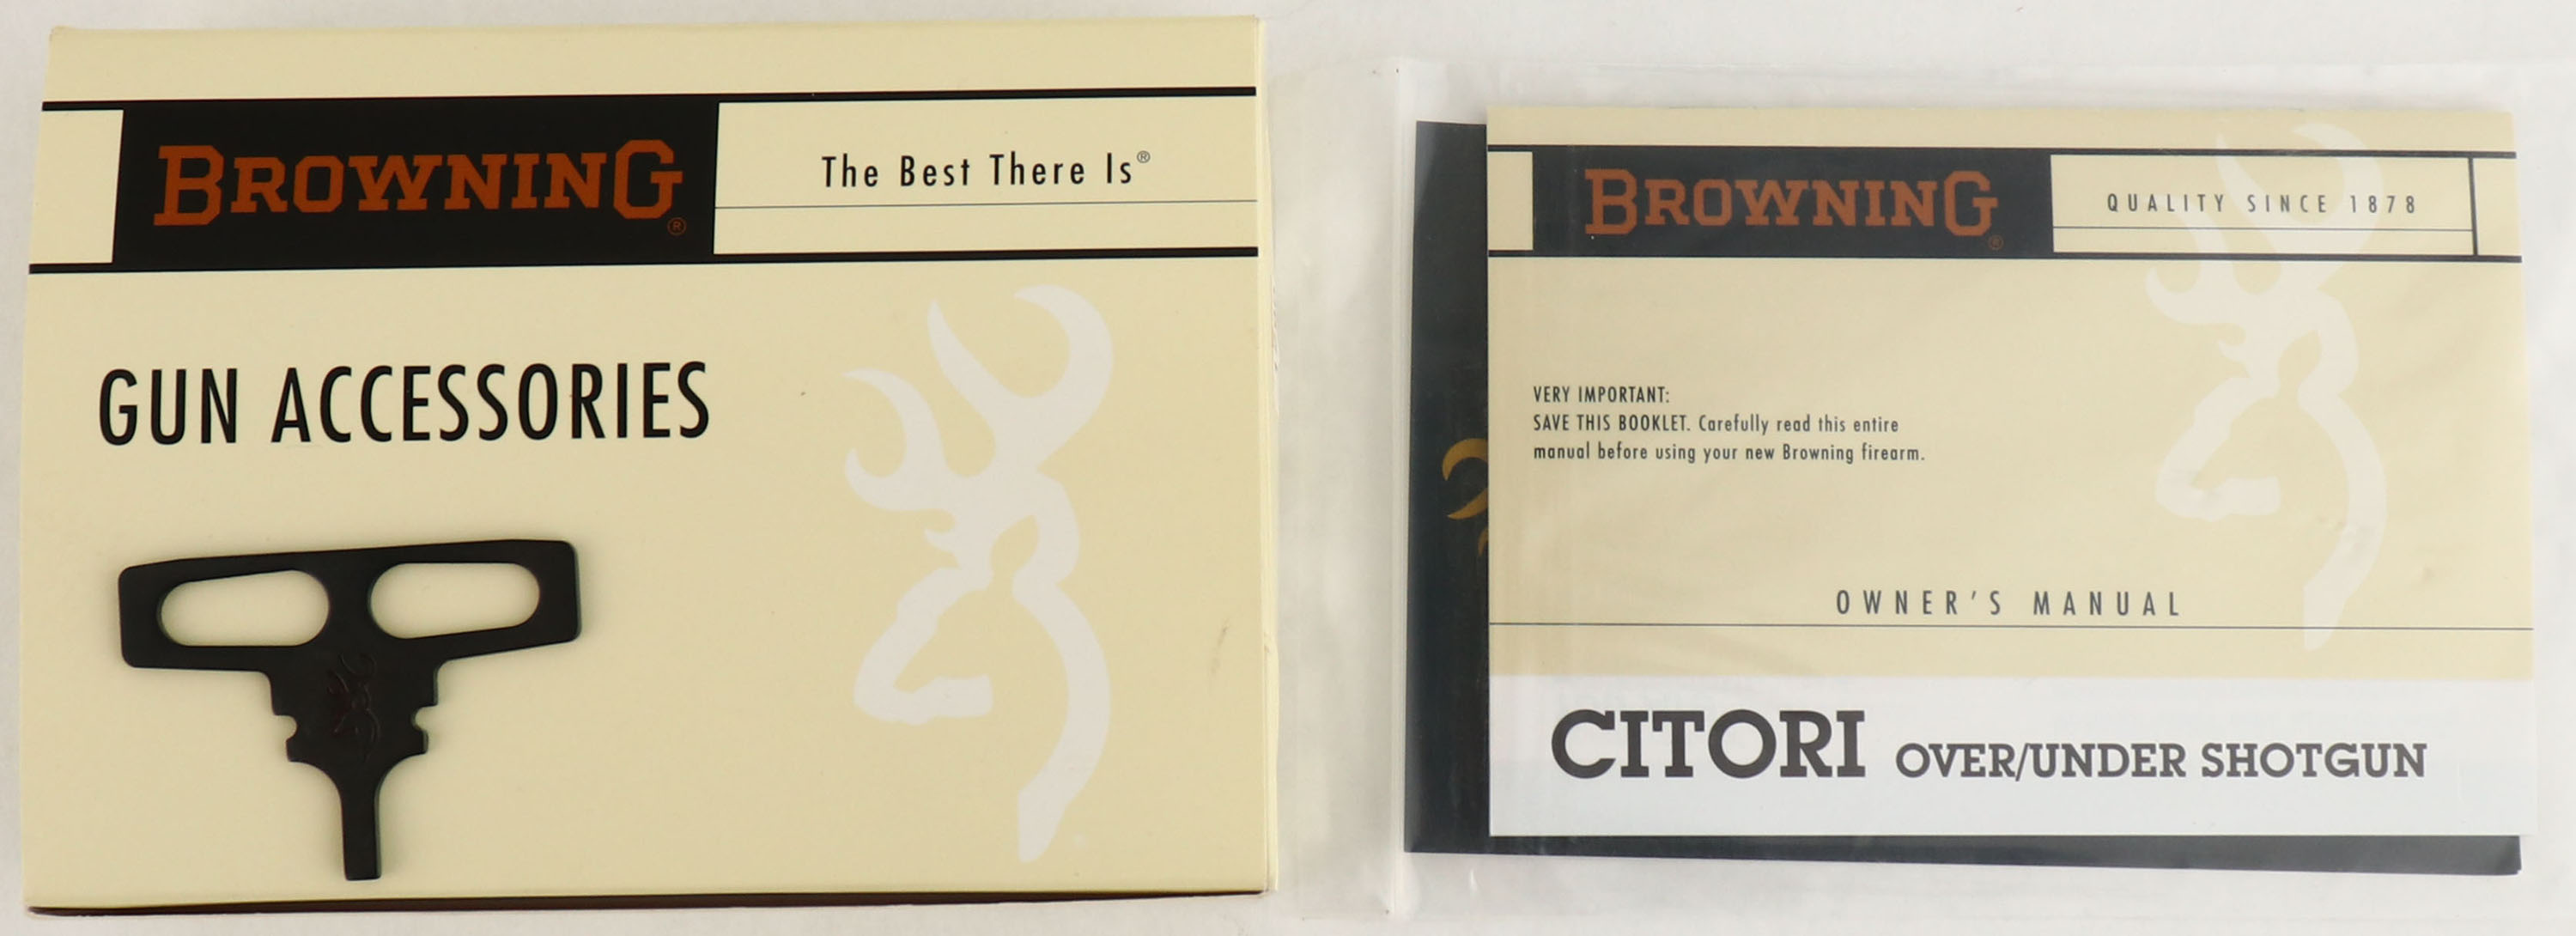 BROWNING®
The Best There Is®
GUN ACCESSORIES
BROWNING®
QUALITY SINCE 1878
VERY IMPORTANT:
SAVE THIS BOOKLET. Carefully read this entire
manual before using your new Browning firearm.
OWNER'S MANUAL
CITORI OVER/UNDER SHOTGUN